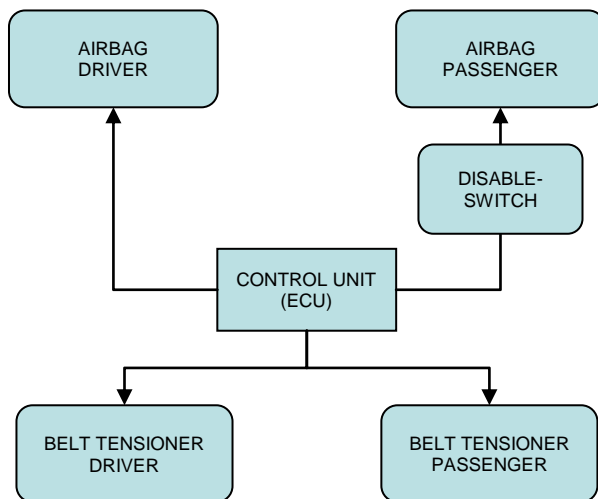 AIRBAG
DRIVER
AIRBAG
PASSENGER
DISABLE-
SWITCH
CONTROL UNIT
(ECU)
BELT TENSIONER
DRIVER
BELT TENSIONER
PASSENGER